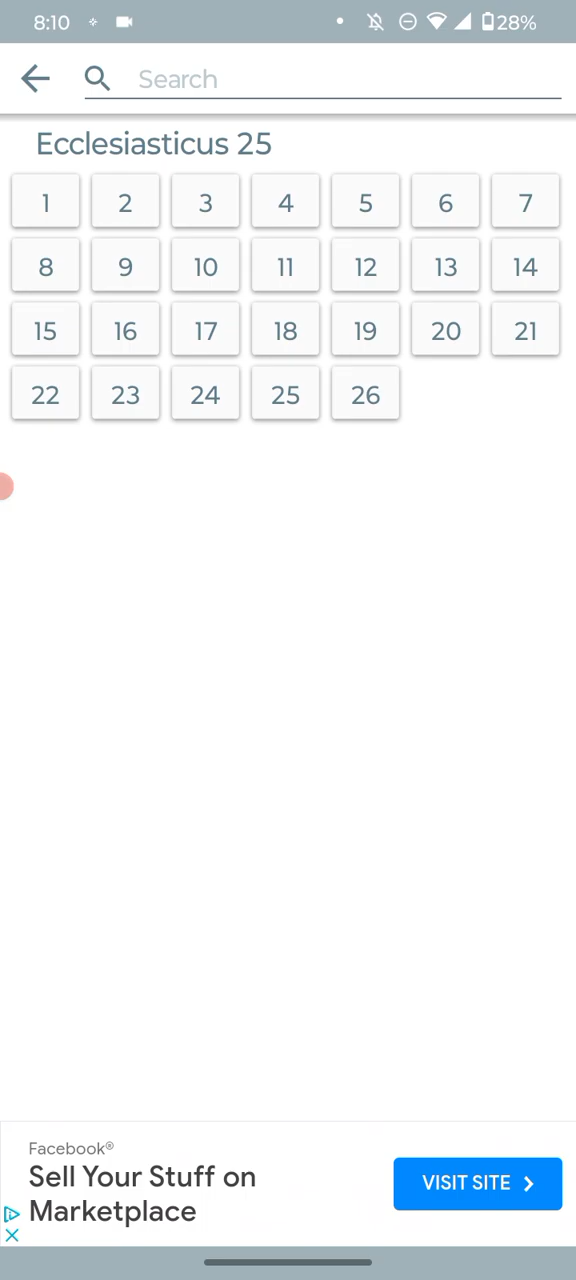 8:10 28%
Search
Ecclesiasticus 25
1 2 3 4 5 6 7
8 9 10 11 12 13 14
15 16 17 18 19 20 21
22 23 24 25 26
Facebook®
Sell Your Stuff on
Marketplace
VISIT SITE